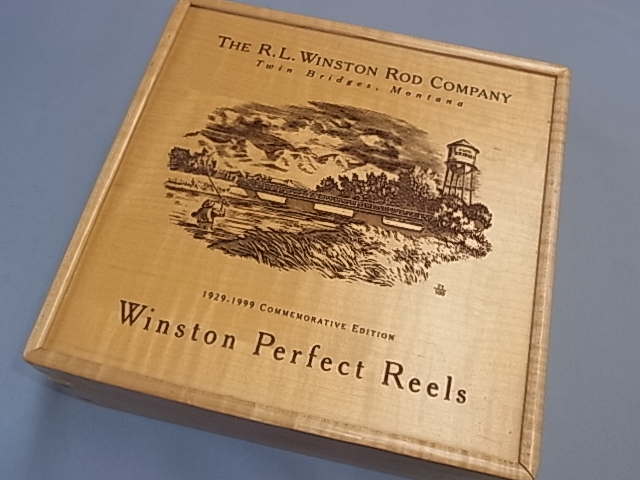 THE R.L. WINSTON ROD COMPANY
Twin Bridges, Montana
1929-1999 COMMEMORATIVE EDITION
Winston Perfect Reels